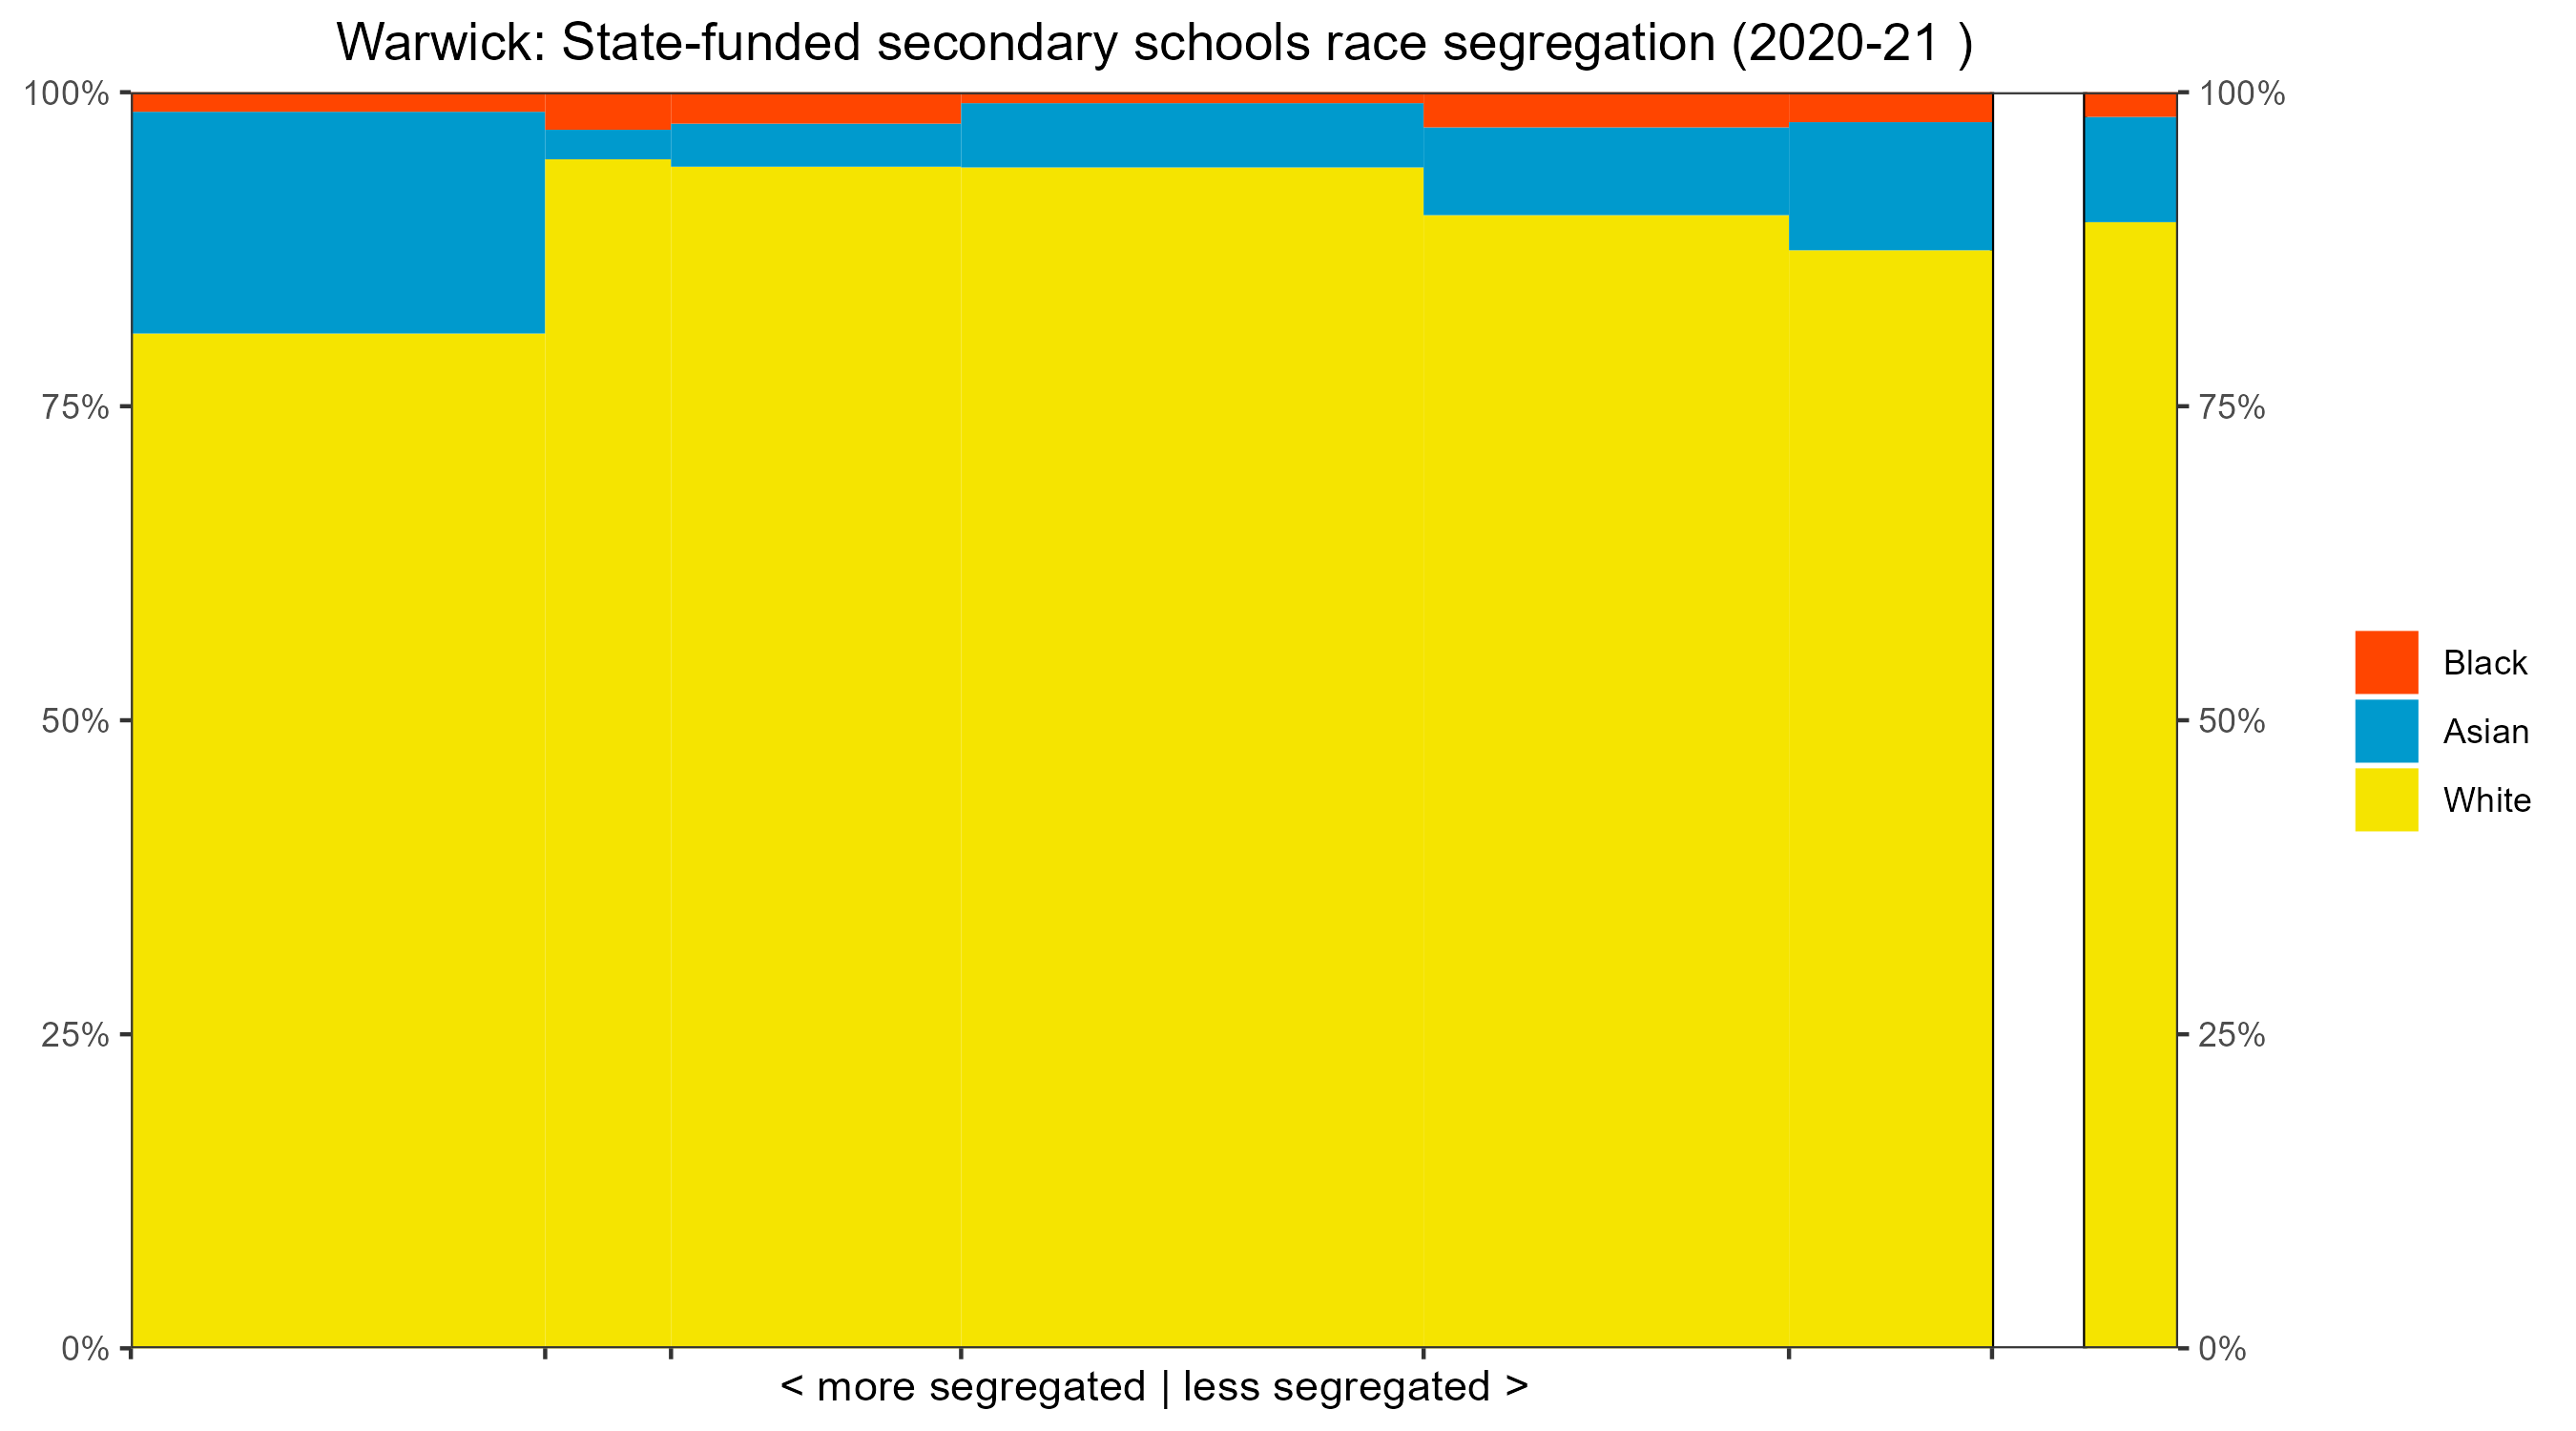 Warwick: State-funded secondary schools race segregation (2020-21 )
100%
100%
75%
75%
50%
50%
25%
25%
0%
0%
Black
Asian
White
< more segregated | less segregated >